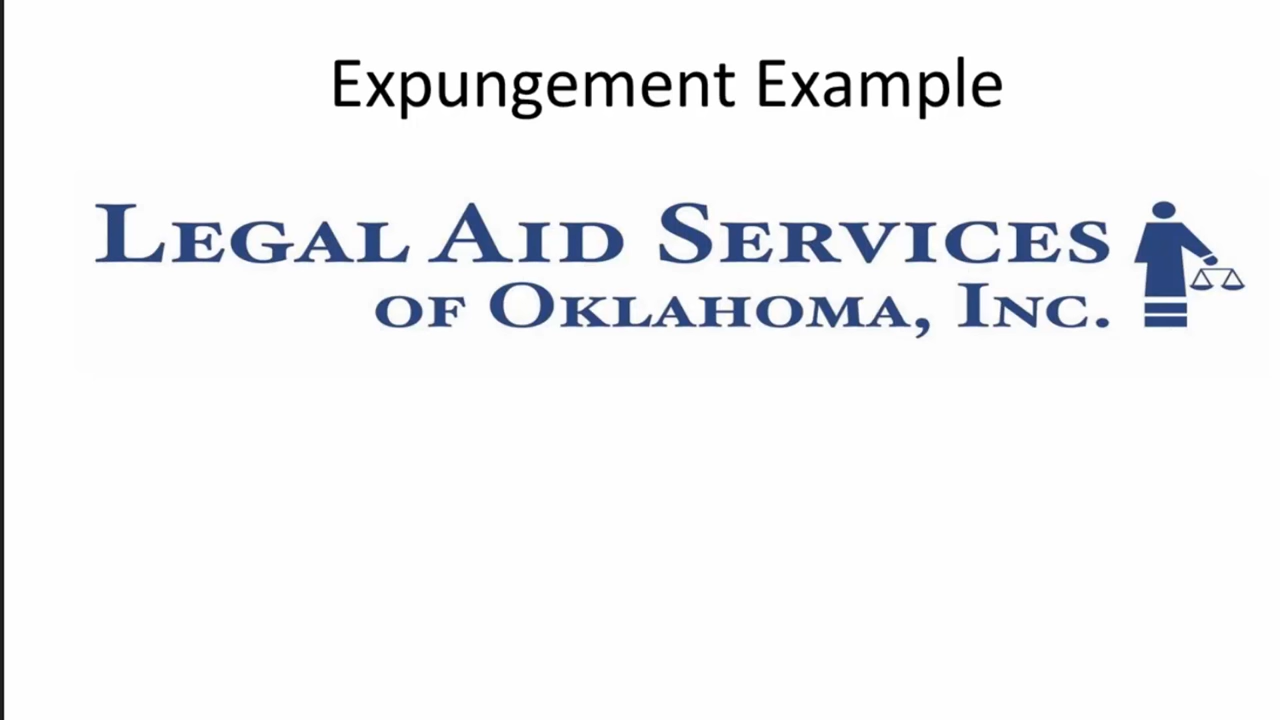 Expungement Example
LEGAL AID SERVICES
OF OKLAHOMA, INC.